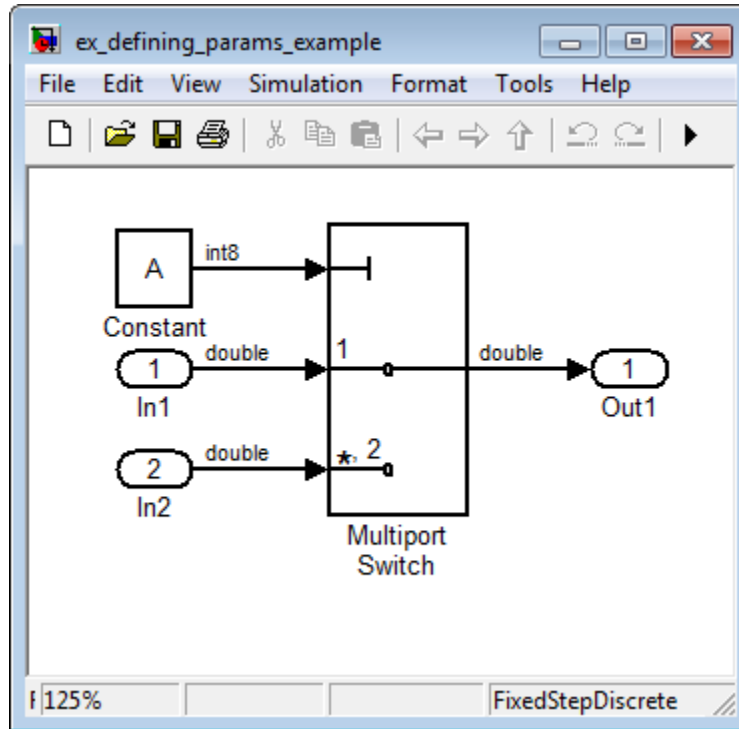 ex_defining_params_example
File Edit View Simulation Format Tools Help
A
int8
Constant
1
double
1
double
1
In1
Out1
2
double
*, 2
In2
Multiport
Switch
125%
FixedStepDiscrete